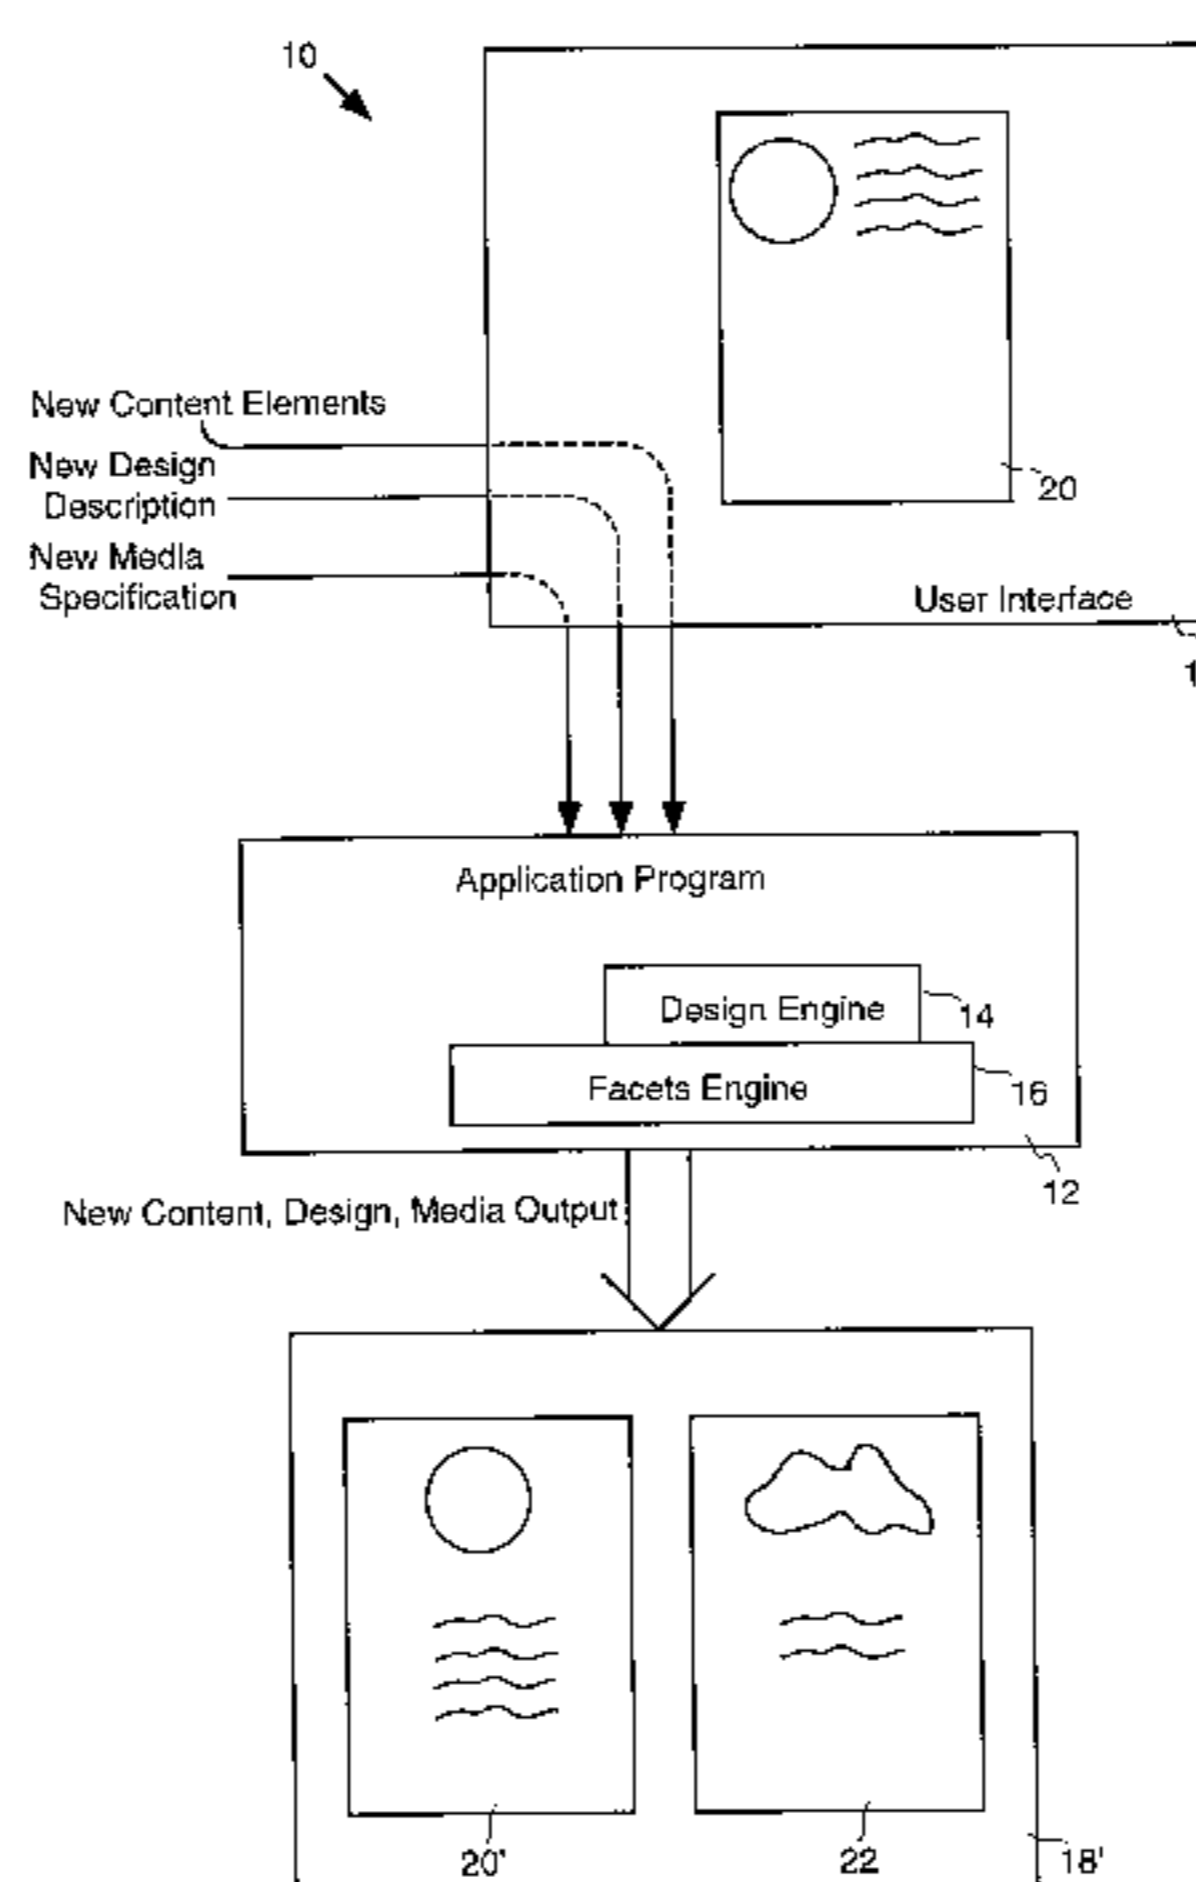 10
New Content Elements
New Design
Description
20
New Media
Specification
User Interface
Application Program
Design Engine
14
Facets Engine
16
12
New Content, Design, Media Output
20'
22
18'